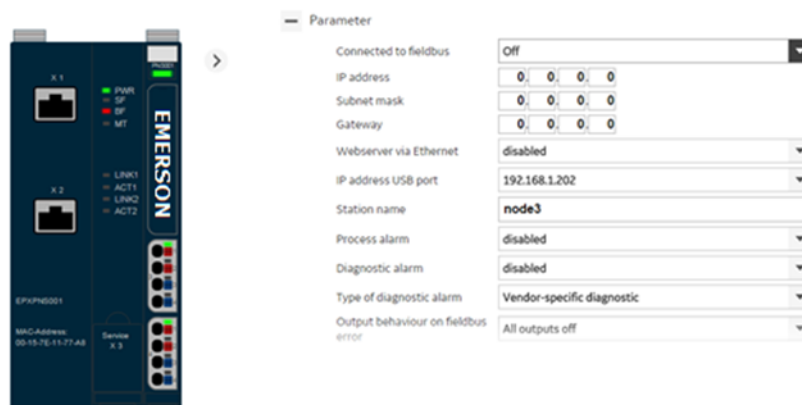 X 1
PWR
SF
BF
MT
EMERSON
X 2
LINK1
ACT1
LINK2
ACT2
EPXPNS001
MAC-Address:
00-15-7E-11-77-A8
Service
X 3
Parameter
Connected to fieldbus Off
IP address 0. 0. 0. 0
Subnet mask 0. 0. 0. 0
Gateway 0. 0. 0. 0
Webserver via Ethernet disabled
IP address USB port 192.168.1.202
Station name node3
Process alarm disabled
Diagnostic alarm disabled
Type of diagnostic alarm Vendor-specific diagnostic
Output behaviour on fieldbus All outputs off
error